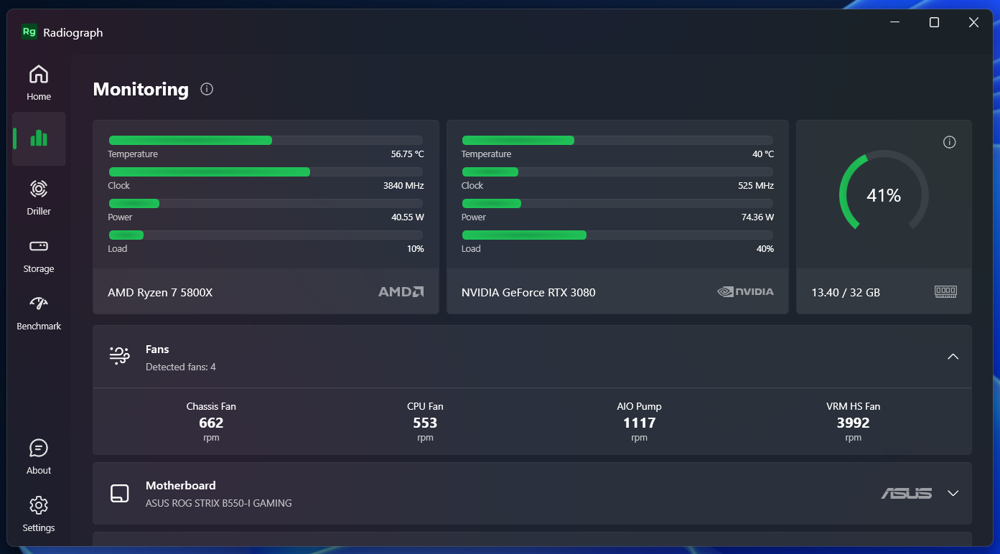 Rg Radiograph
Home
Driller
Storage
Benchmark
About
Settings
Monitoring
Temperature 56.75 °C
Clock 3840 MHz
Power 40.55 W
Load 10%
AMD Ryzen 7 5800X AMD
Temperature 40 °C
Clock 525 MHz
Power 74.36 W
Load 40%
NVIDIA GeForce RTX 3080 NVIDIA
41%
13.40 / 32 GB
Fans
Detected fans: 4
Chassis Fan
662
rpm
CPU Fan
553
rpm
AIO Pump
1117
rpm
VRM HS Fan
3992
rpm
Motherboard
ASUS ROG STRIX B550-I GAMING
ASUS